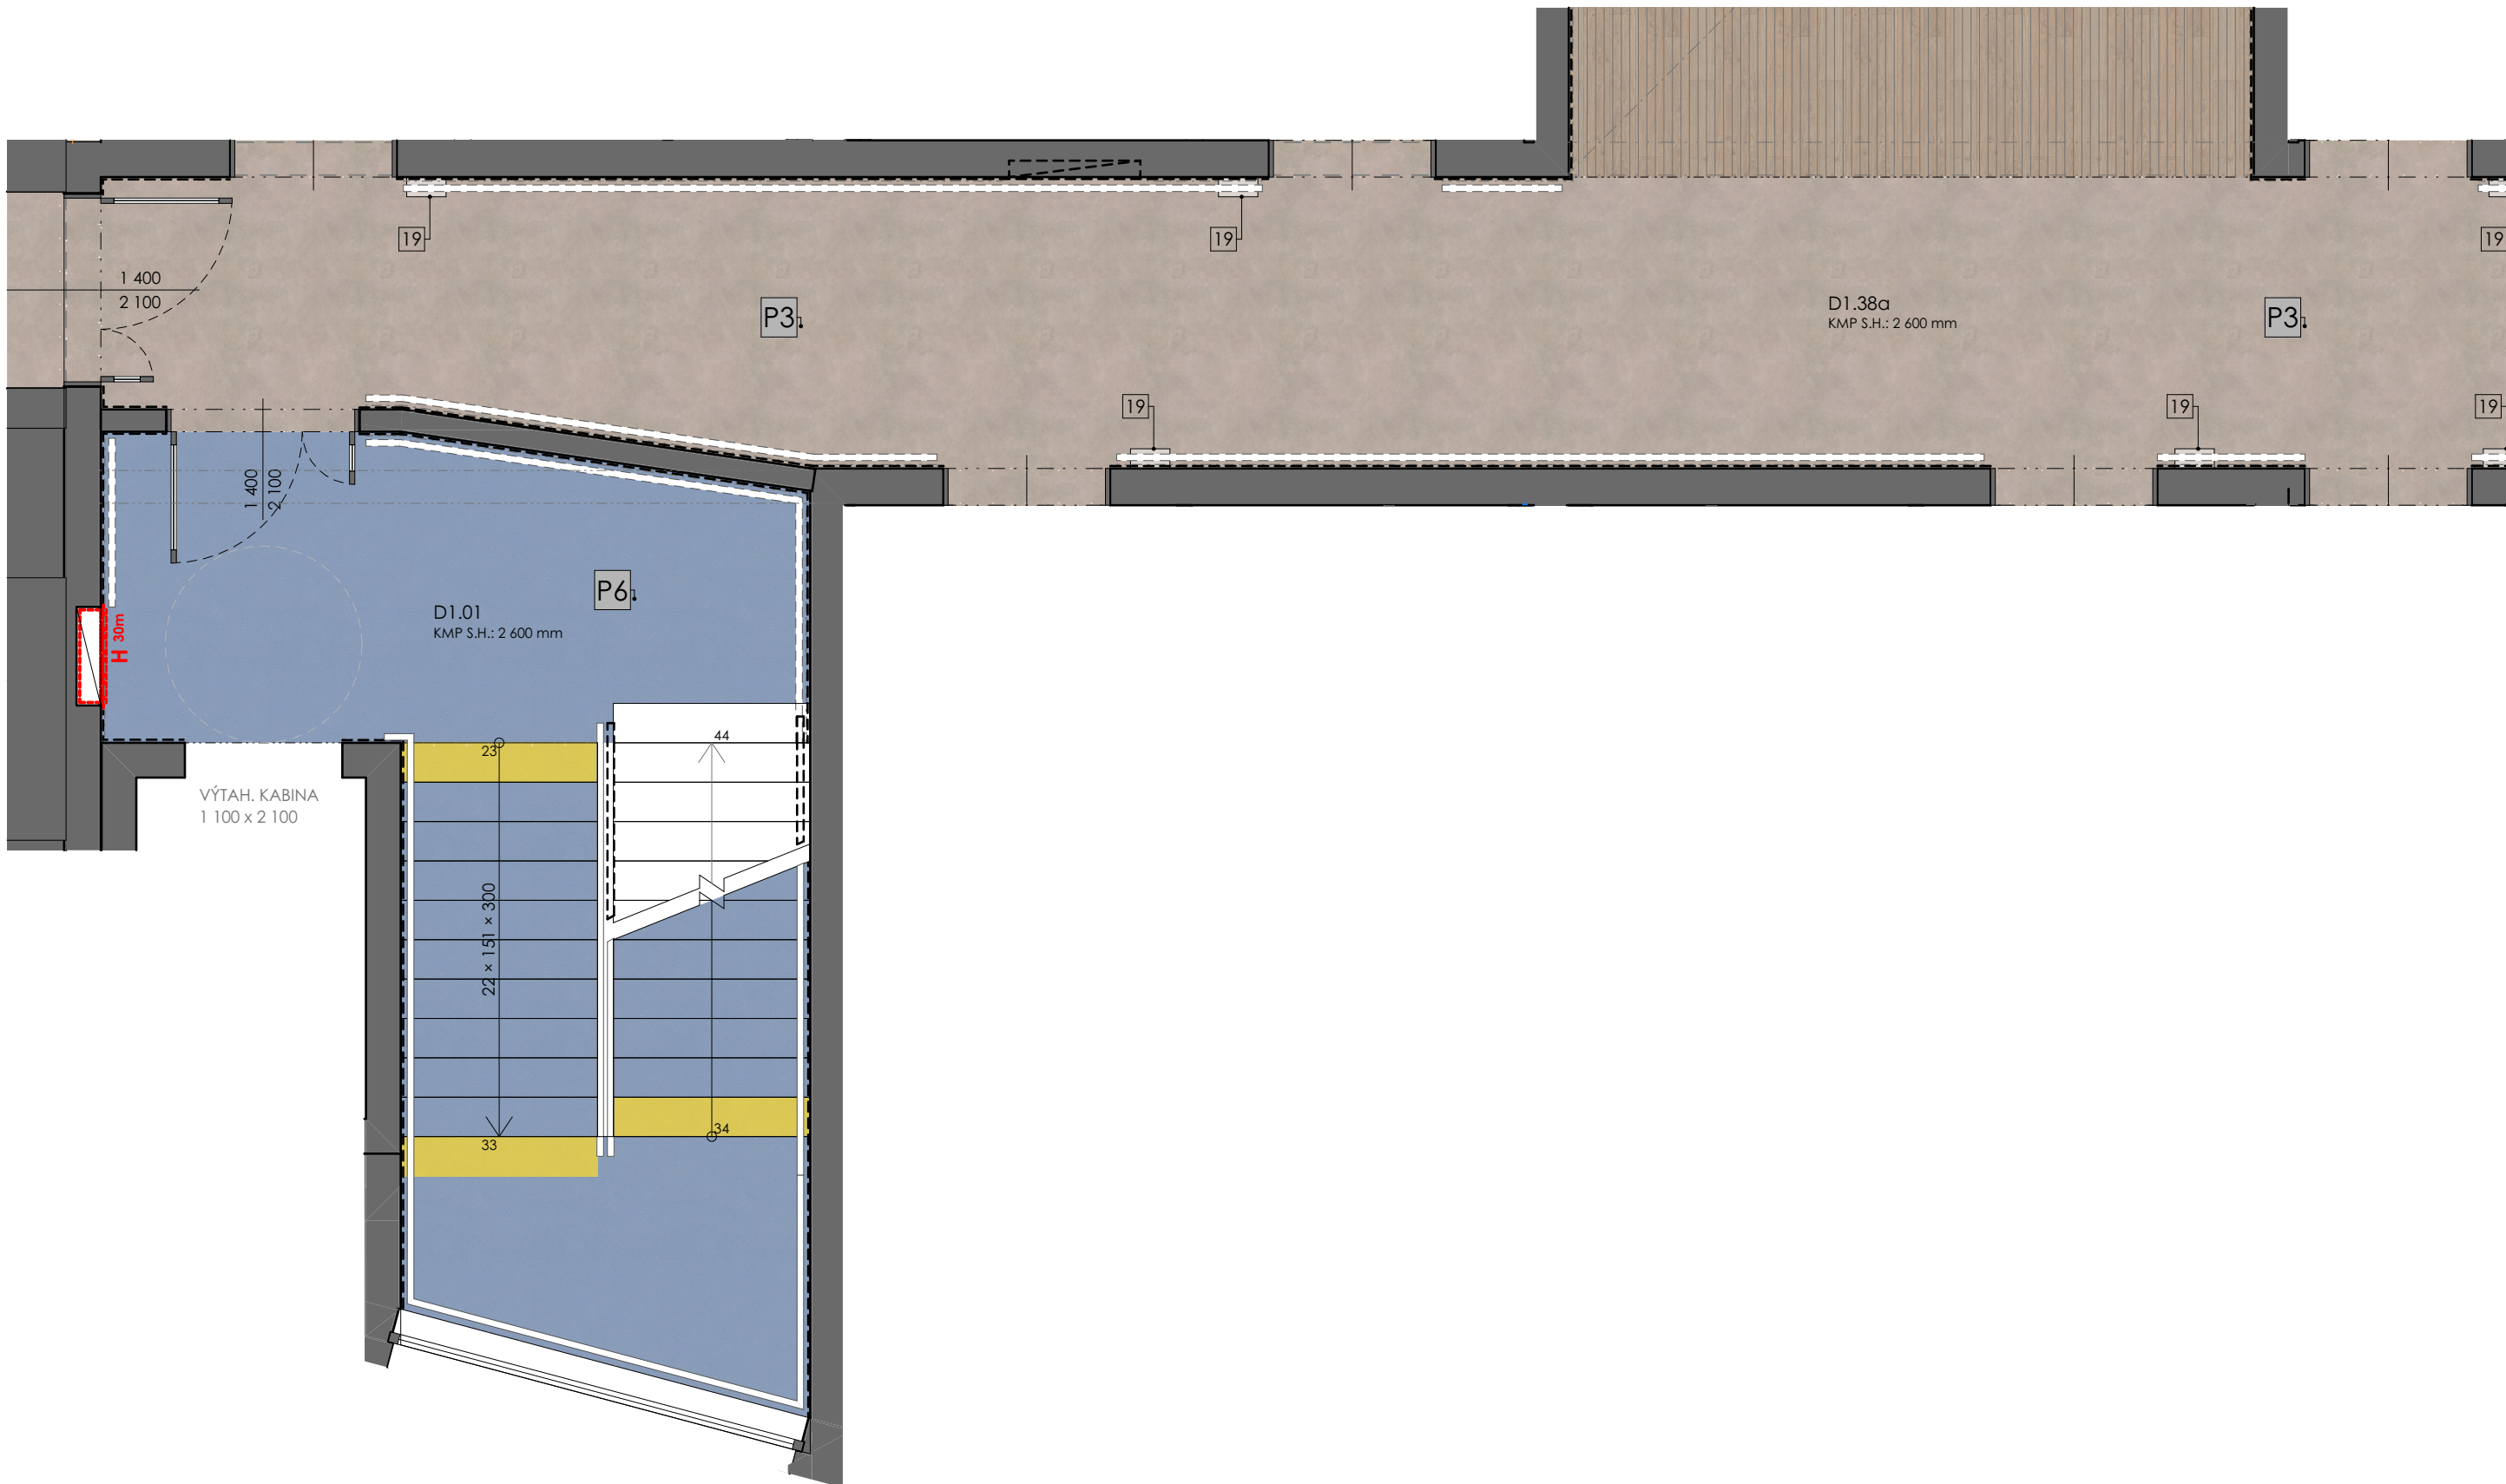 19
19
19
1 400
2 100
P3
D1.38a
KMP S.H.: 2 600 mm
P3
19
19
19
1 400
2 100
P6
D1.01
KMP S.H.: 2 600 mm
H 30m
23
44
VÝTAH. KABINA
1 100 x 2 100
22 × 151 × 300
33
34